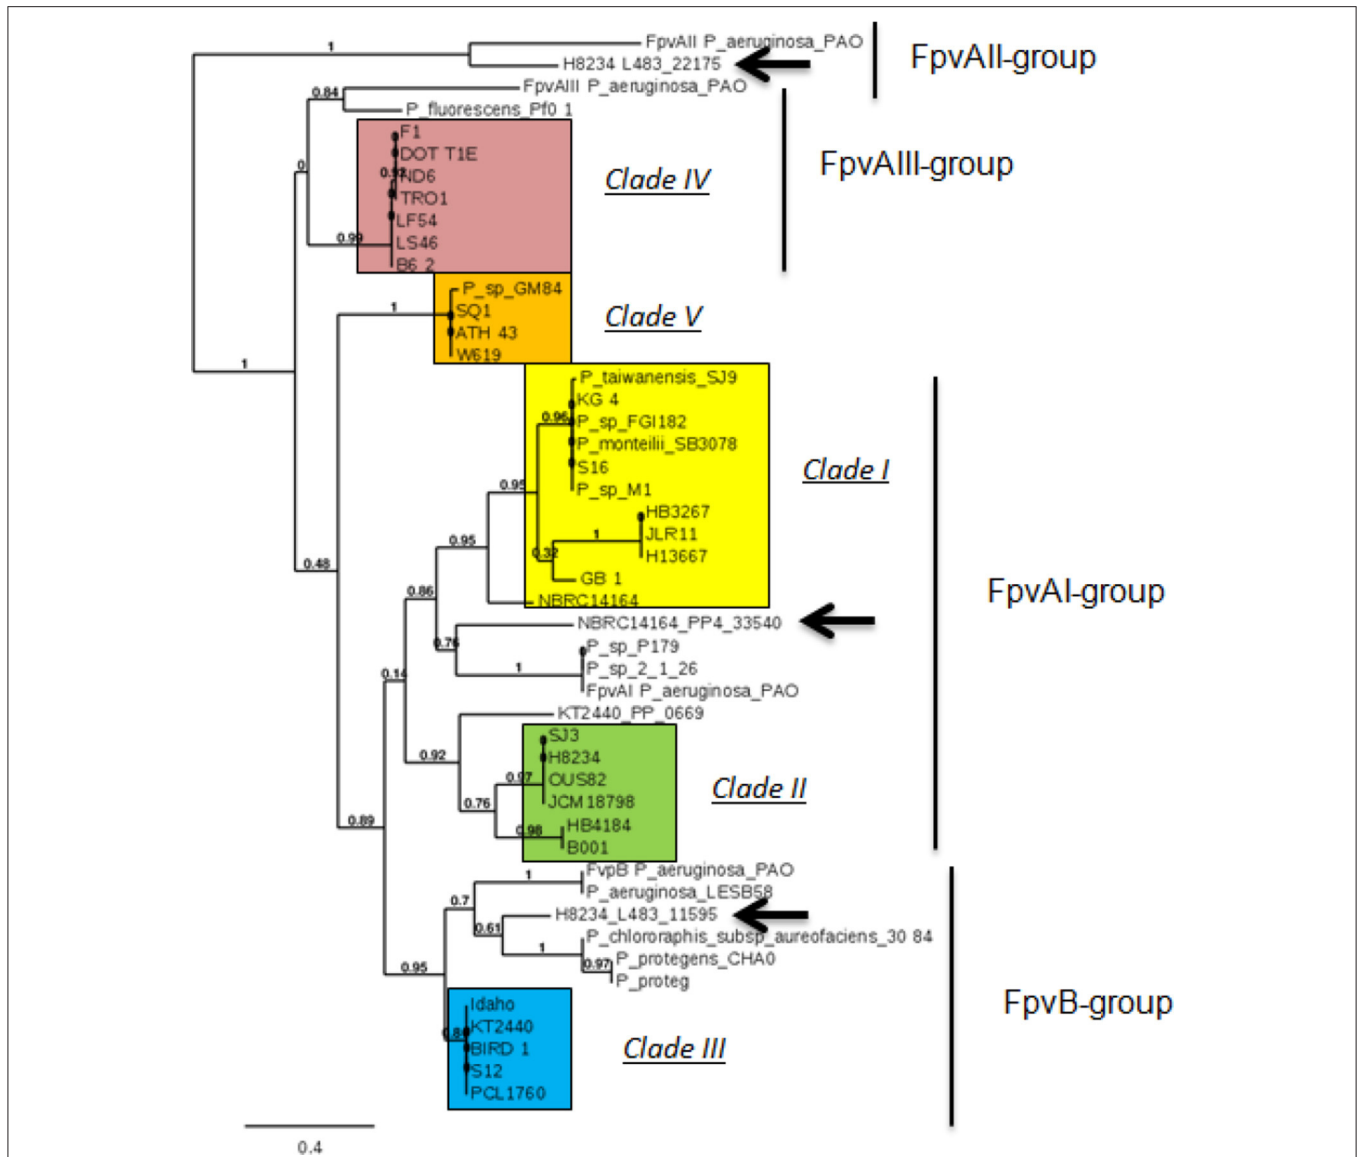 1
FpvAII P_aeruginosa_PAO
H8234 L483_22175
FpvAII-group
0.84
FpvAIII P_aeruginosa_PAO
P_fluorescens_Pf0 1
FpvAIII-group
F1
DOT T1E
ND6
TRO1
LF54
0.99
LS46
B6 2
Clade IV
0
1
P_sp_GM84
SQ1
ATH 43
W619
Clade V
1
P_taiwanensis_SJ9
KG 4
0.96
P_sp_FGI182
P_monteilii_SB3078
S16
P_sp_M1
Clade I
0.95
HB3267
1
JLR11
H13667
0.32
GB 1
0.95
NBRC14164
0.48
0.86
FpvAI-group
NBRC14164_PP4_33540
0.76
P_sp_P179
1
P_sp_2_1_26
FpvAI P_aeruginosa_PAO
0.14
KT2440_PP_0669
0.92
SJ3
H8234
0.97
OUS82
JCM18798
Clade II
0.76
HB4184
0.98
B001
0.89
1
FvpB P_aeruginosa_PAO
P_aeruginosa_LESB58
0.7
H8234_L483_11595
0.61
P_chlororaphis_subsp_aureofaciens_30 84
1
P_protegens_CHA0
0.97
P_proteg
0.95
FpvB-group
Idaho
KT2440
BIRD 1
S12
PCL1760
Clade III
0.4